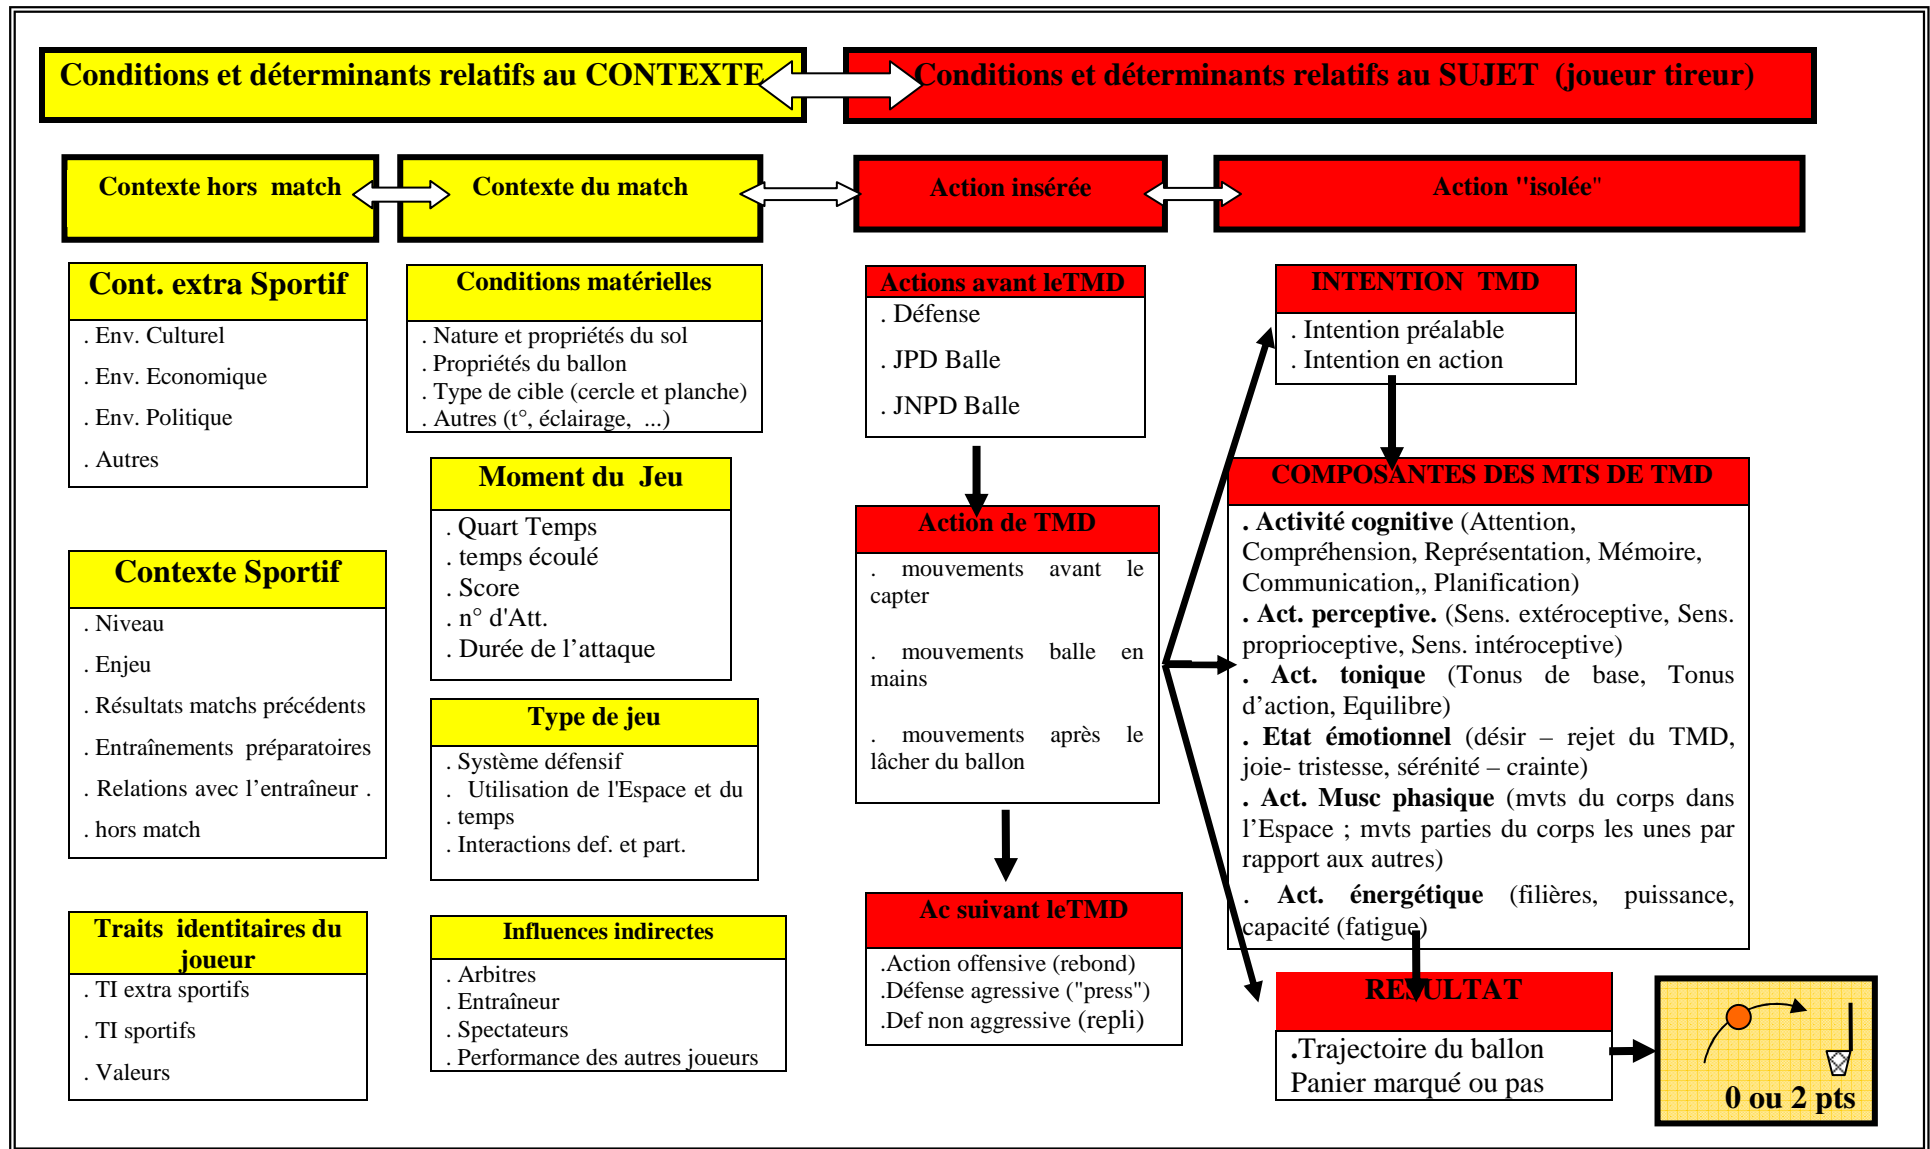 Conditions et déterminants relatifs au CONTEXTE
Conditions et déterminants relatifs au SUJET (joueur tireur)
Contexte hors match
Contexte du match
Action insérée
Action "isolée"
Cont. extra Sportif
. Env. Culturel
. Env. Economique
. Env. Politique
. Autres
Contexte Sportif
. Niveau
. Enjeu
. Résultats matchs précédents
. Entraînements préparatoires
. Relations avec l’entraîneur .
. hors match
Traits identitaires du
joueur
. TI extra sportifs
. TI sportifs
. Valeurs
Conditions matérielles
. Nature et propriétés du sol
. Propriétés du ballon
. Type de cible (cercle et planche)
. Autres (t°, éclairage, ...)
Moment du Jeu
. Quart Temps
. temps écoulé
. Score
. n° d'Att.
. Durée de l’attaque
Type de jeu
. Système défensif
. Utilisation de l'Espace et du
. temps
. Interactions def. et part.
Influences indirectes
. Arbitres
. Entraîneur
. Spectateurs
. Performance des autres joueurs
Actions avant leTMD
. Défense
. JPD Balle
. JNPD Balle
Action de TMD
. mouvements avant le
capter
. mouvements balle en
mains
. mouvements après le
lâcher du ballon
Ac suivant leTMD
.Action offensive (rebond)
.Défense agressive ("press")
.Def non aggressive (repli)
INTENTION TMD
. Intention préalable
. Intention en action
COMPOSANTES DES MTS DE TMD
. Activité cognitive (Attention,
Compréhension, Représentation, Mémoire,
Communication,, Planification)
. Act. perceptive. (Sens. extéroceptive, Sens.
proprioceptive, Sens. intéroceptive)
. Act. tonique (Tonus de base, Tonus
d’action, Equilibre)
. Etat émotionnel (désir – rejet du TMD,
joie- tristesse, sérénité – crainte)
. Act. Musc phasique (mvts du corps dans
l’Espace ; mvts parties du corps les unes par
rapport aux autres)
. Act. énergétique (filières, puissance,
capacité (fatigue)
RESULTAT
.Trajectoire du ballon
Panier marqué ou pas
0 ou 2 pts